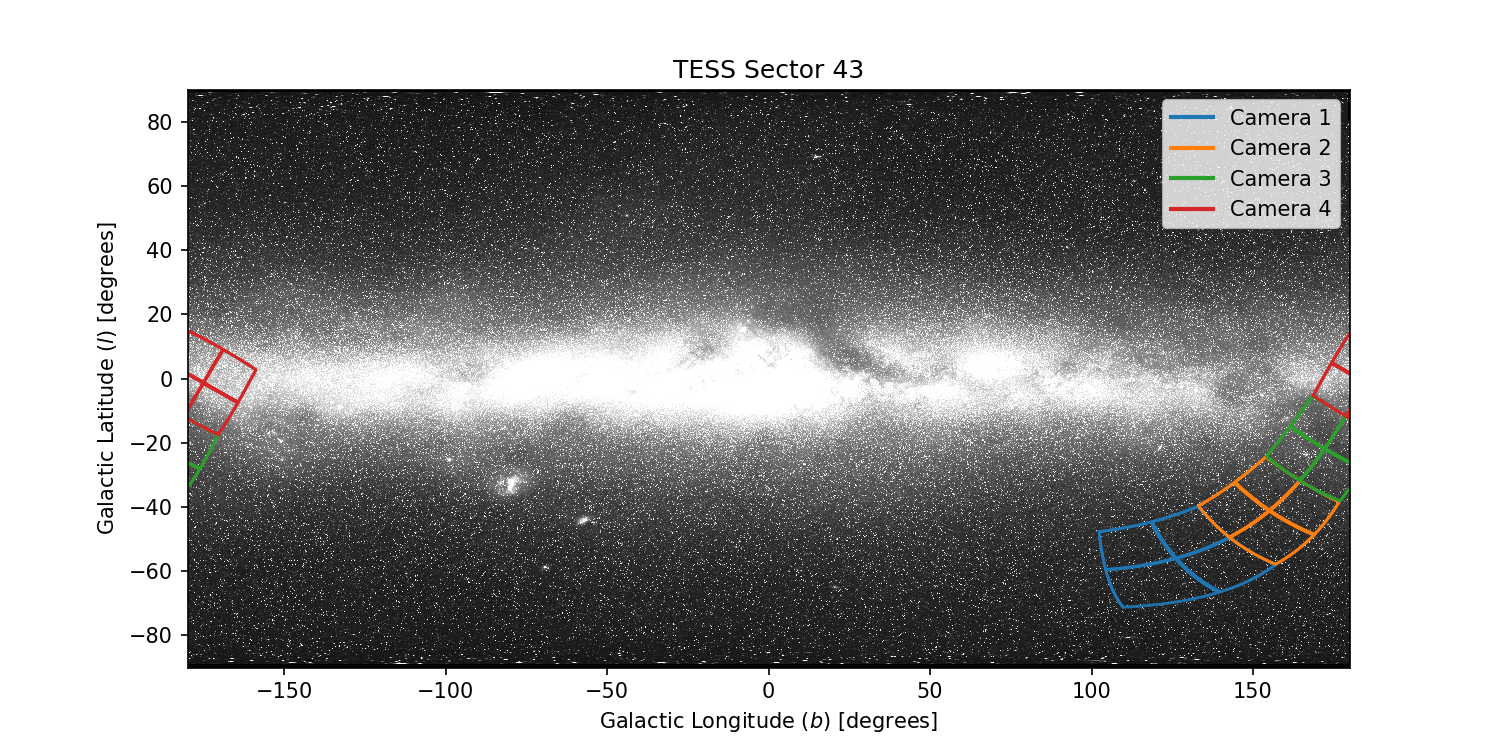 TESS Sector 43
Camera 1
Camera 2
Camera 3
Camera 4
80
60
40
20
0
−20
−40
−60
−80
Galactic Latitude (l) [degrees]
−150
−100
−50
0
50
100
150
Galactic Longitude (b) [degrees]